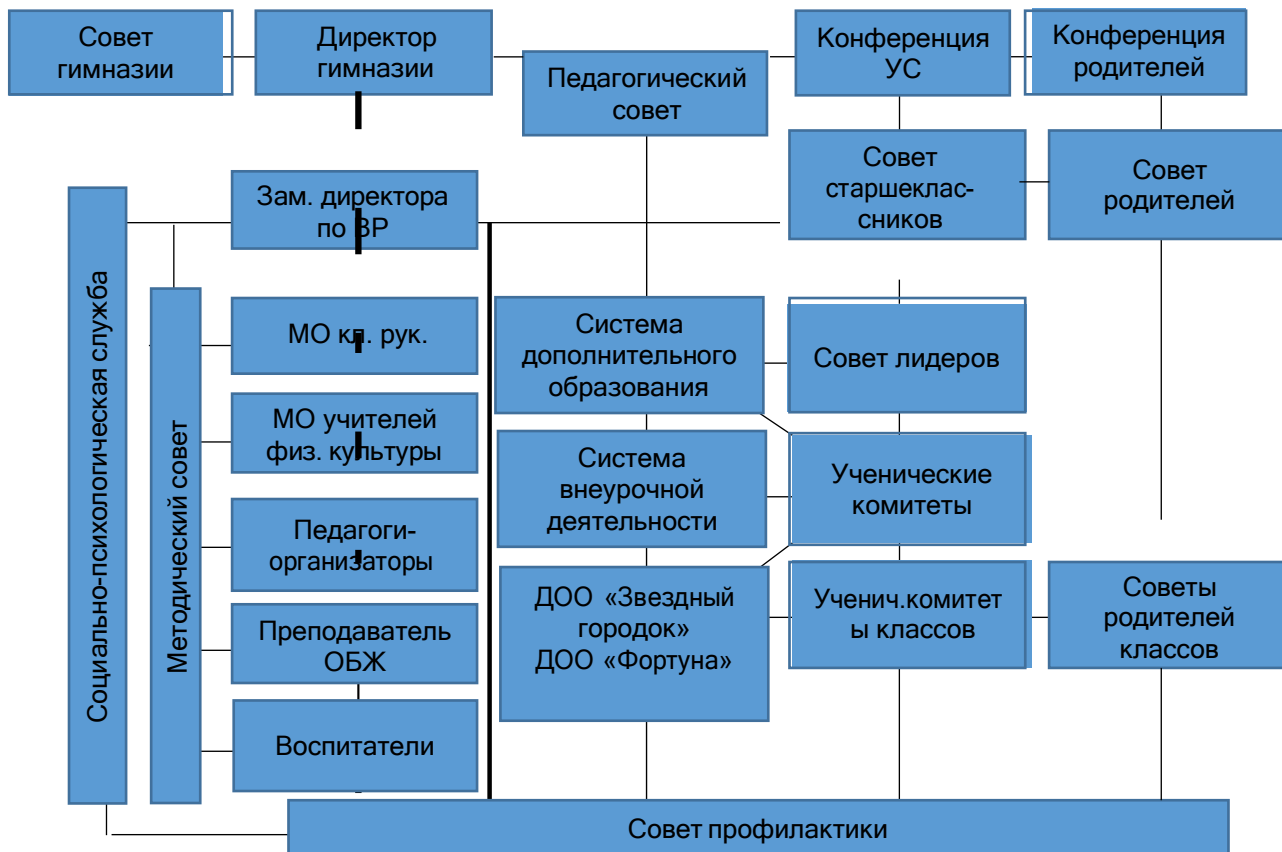 Совет
гимназии
Директор
гимназии
Педагогический
совет
Конференция
УС
Конференция
родителей
Совет
старшеклас-
сников
Совет
родителей
Зам. директора
по ВР
Социально-психологическая служба
Методический совет
МО кл. рук.
МО учителей
физ. культуры
Педагоги-
организаторы
Преподаватель
ОБЖ
Воспитатели
Система
дополнительного
образования
Система
внеурочной
деятельности
ДОО «Звездный
городок»
ДОО «Фортуна»
Совет лидеров
Ученические
комитеты
Ученич.комитет
ы классов
Советы
родителей
классов
Совет профилактики